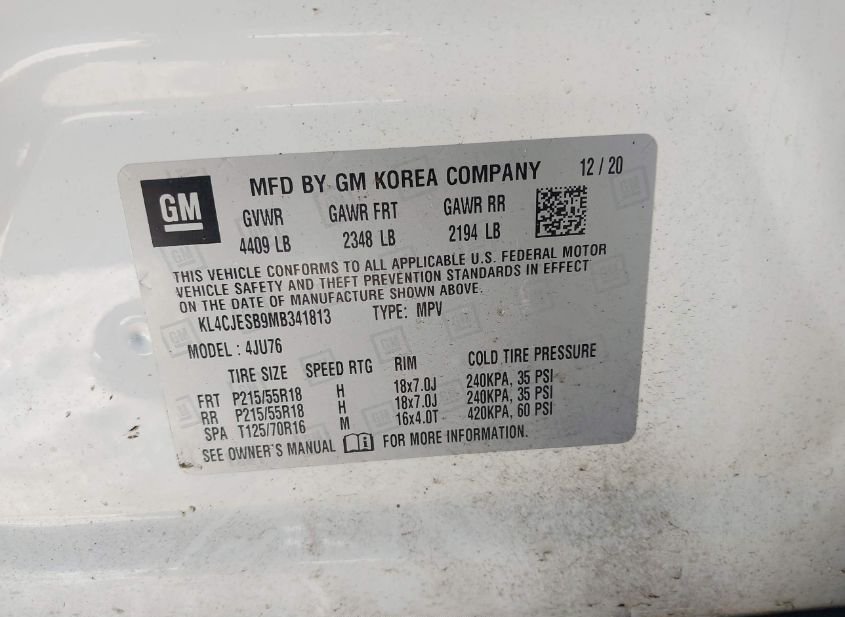 GM
MFD BY GM KOREA COMPANY 12 / 20
GVWR GAWR FRT GAWR RR
4409 LB 2348 LB 2194 LB
THIS VEHICLE CONFORMS TO ALL APPLICABLE U.S. FEDERAL MOTOR
VEHICLE SAFETY AND THEFT PREVENTION STANDARDS IN EFFECT
ON THE DATE OF MANUFACTURE SHOWN ABOVE.
KL4CJESB9MB341813 TYPE: MPV
MODEL : 4JU76
TIRE SIZE SPEED RTG RIM COLD TIRE PRESSURE
FRT P215/55R18 H 18x7.0J 240KPA, 35 PSI
RR P215/55R18 H 18x7.0J 240KPA, 35 PSI
SPA T125/70R16 M 16x4.0T 420KPA, 60 PSI
SEE OWNER'S MANUAL FOR MORE INFORMATION.